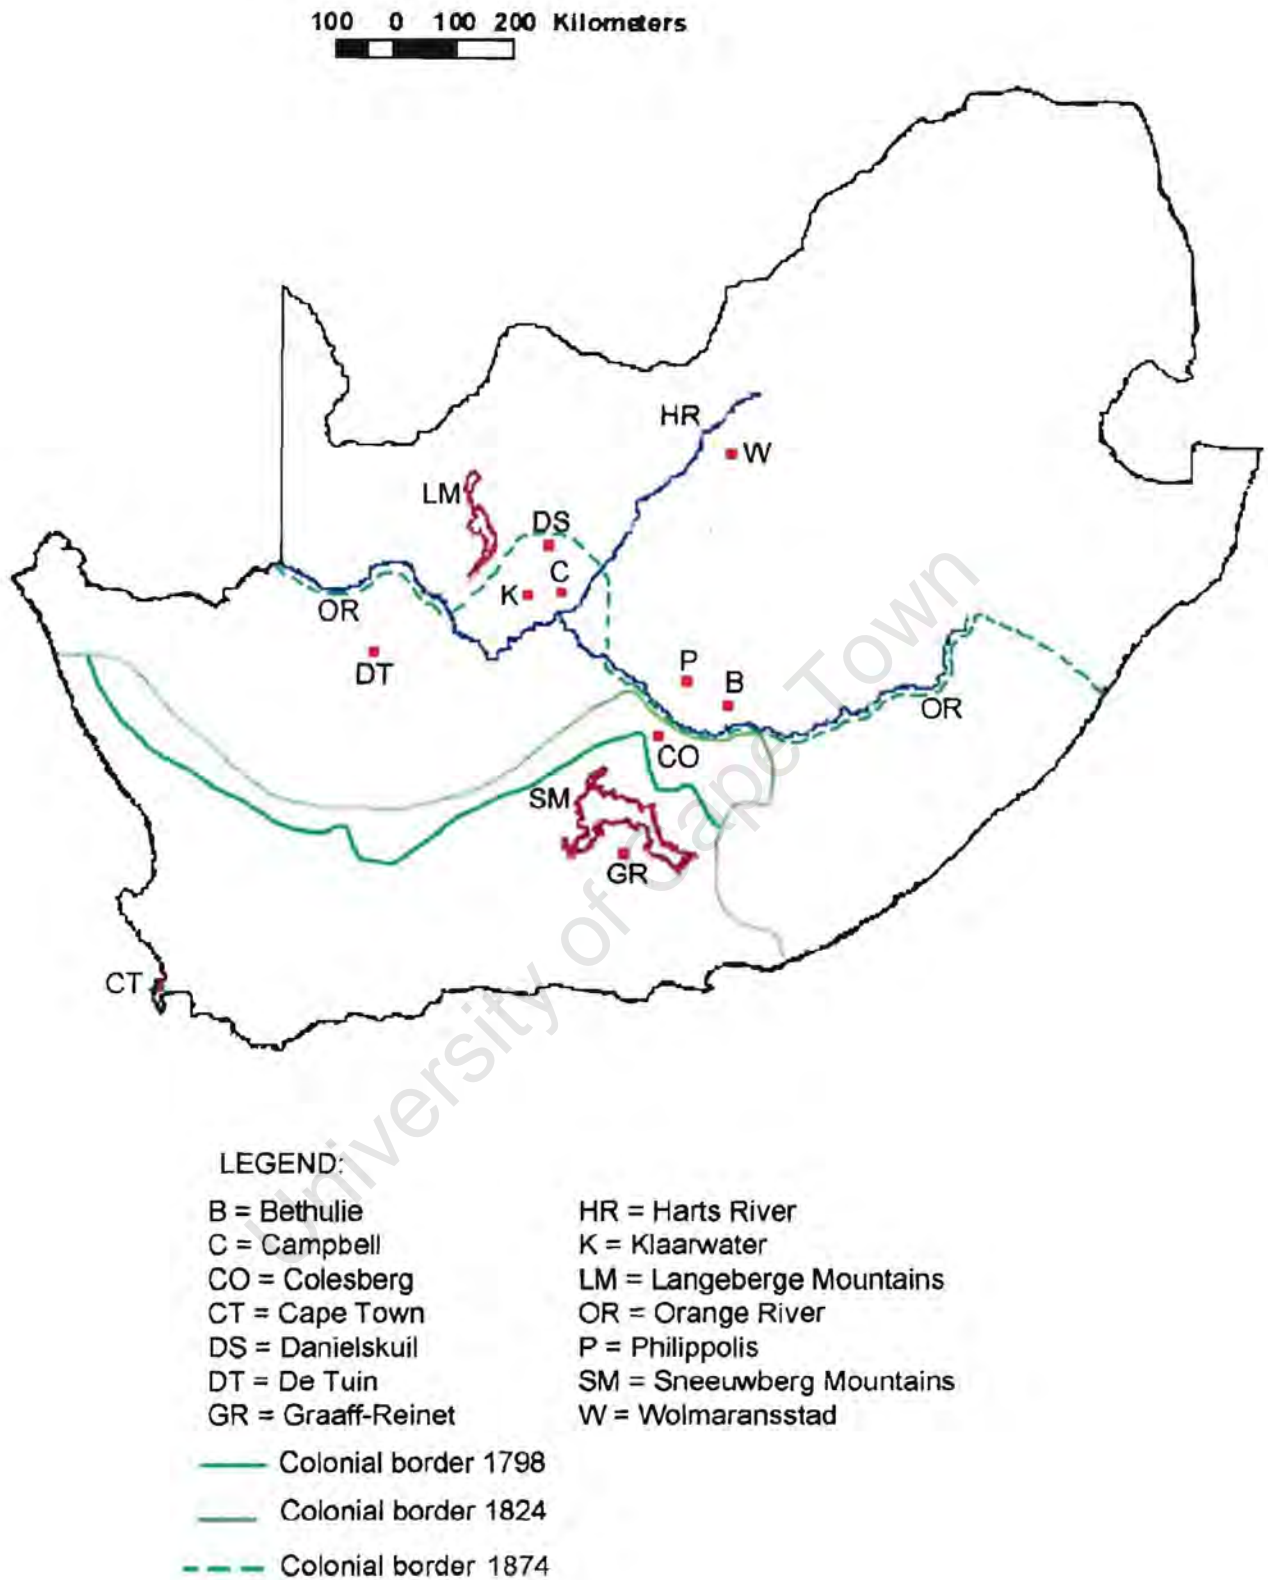 100 0 100 200 Kilometers
HR
W
LM
DS
C
K
OR
DT
P
B
OR
CO
SM
GR
CT
University of Cape Town
LEGEND:
B = Bethulie
C = Campbell
CO = Colesberg
CT = Cape Town
DS = Danielskuil
DT = De Tuin
GR = Graaff-Reinet
HR = Harts River
K = Klaarwater
LM = Langeberge Mountains
OR = Orange River
P = Philippolis
SM = Sneeuwberg Mountains
W = Wolmaransstad
Colonial border 1798
Colonial border 1824
Colonial border 1874